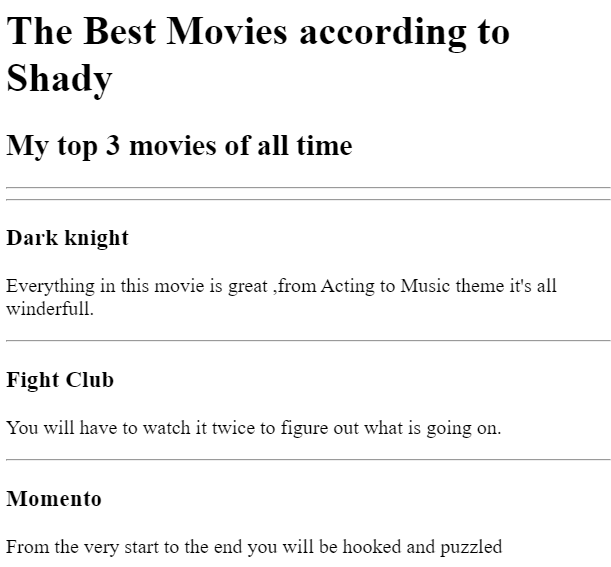 The Best Movies according to
Shady
My top 3 movies of all time
Dark knight
Everything in this movie is great ,from Acting to Music theme it's all
winderfull.
Fight Club
You will have to watch it twice to figure out what is going on.
Momento
From the very start to the end you will be hooked and puzzled